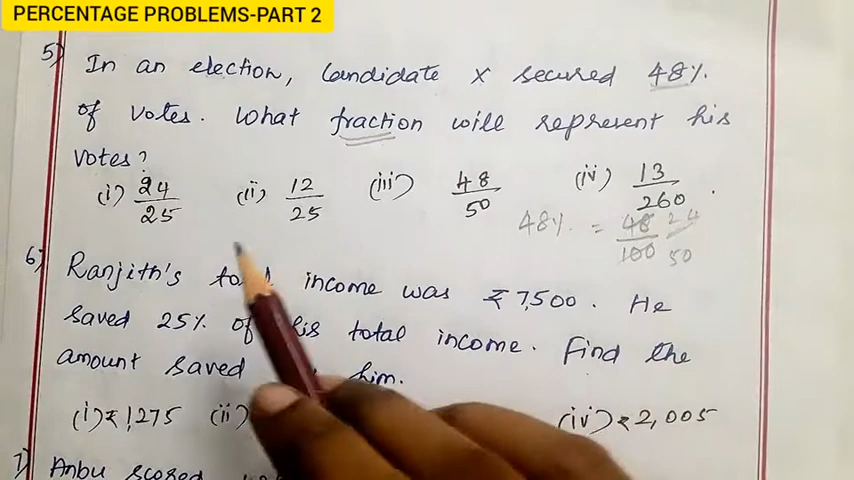 PERCENTAGE PROBLEMS-PART 2
5) In an election, Candidate X secured 48%
of votes. What fraction will represent his
votes?
(i) 24/25 (ii) 12/25 (iii) 48/50 (iv) 13/260.
48% = 48/100 24/50
6) Ranjith's total income was ₹7,500. He
saved 25% of his total income. Find the
amount saved him.
(i) ₹1,275 (ii) (iv) ₹2,005
7) Anbu scored